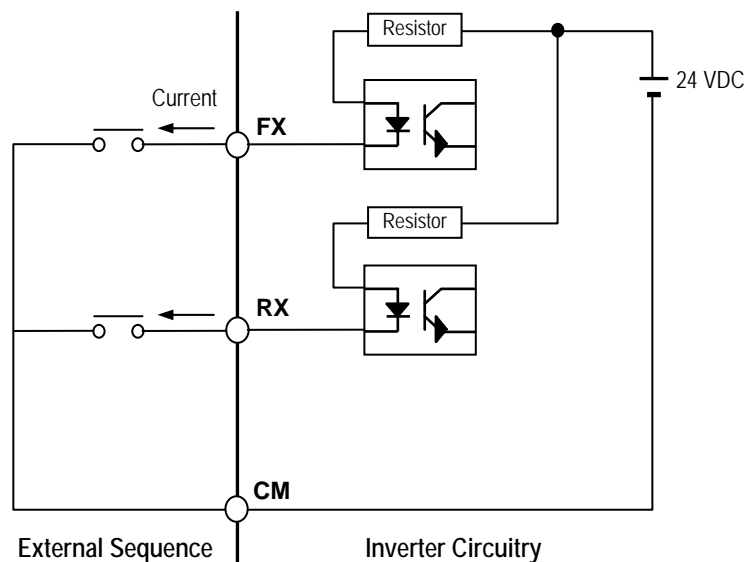 Resistor
24 VDC
Current
FX
Resistor
RX
CM
External Sequence
Inverter Circuitry